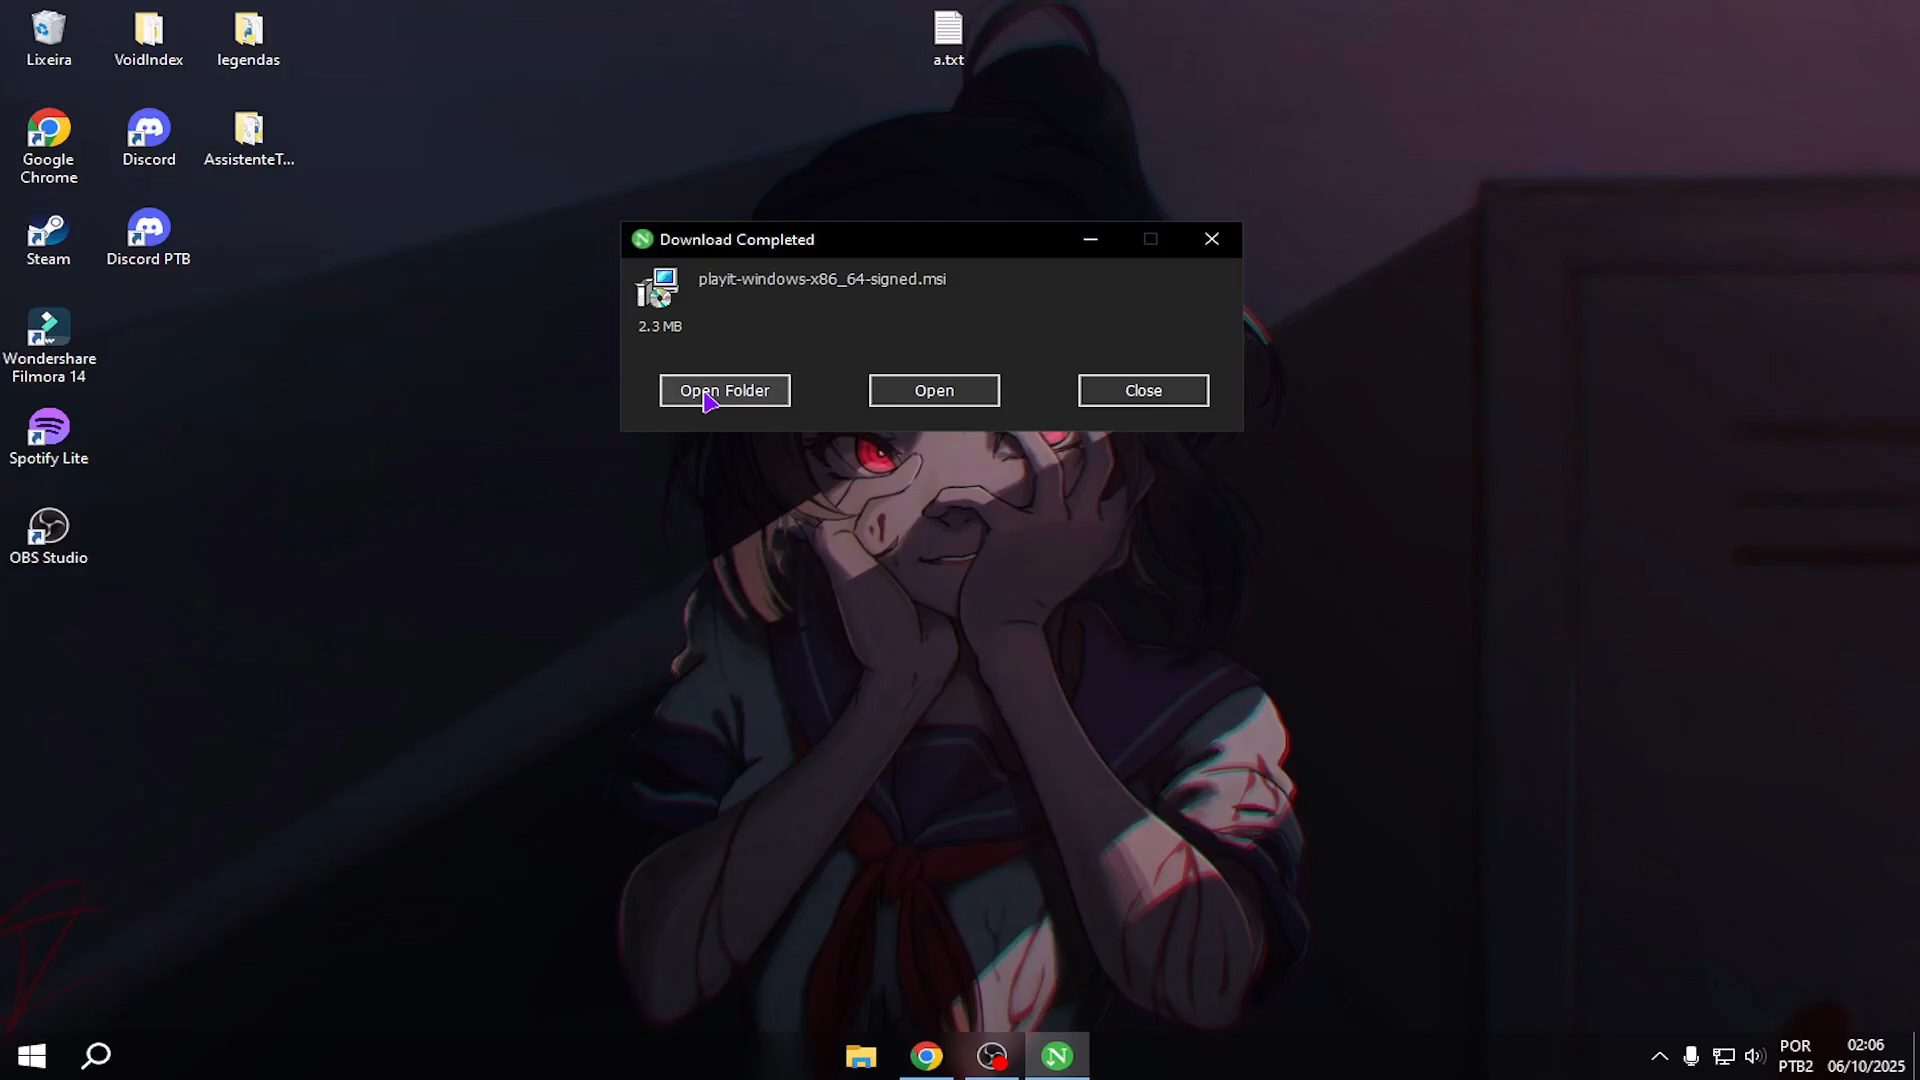 Lixeira
VoidIndex
legendas
a.txt
Google
Chrome
Discord
AssistenteT...
Steam
Discord PTB
Wondershare
Filmora 14
Spotify Lite
OBS Studio
Download Completed
playit-windows-x86_64-signed.msi
2.3 MB
Open Folder
Open
Close
POR
PTB2
02:06
06/10/2025